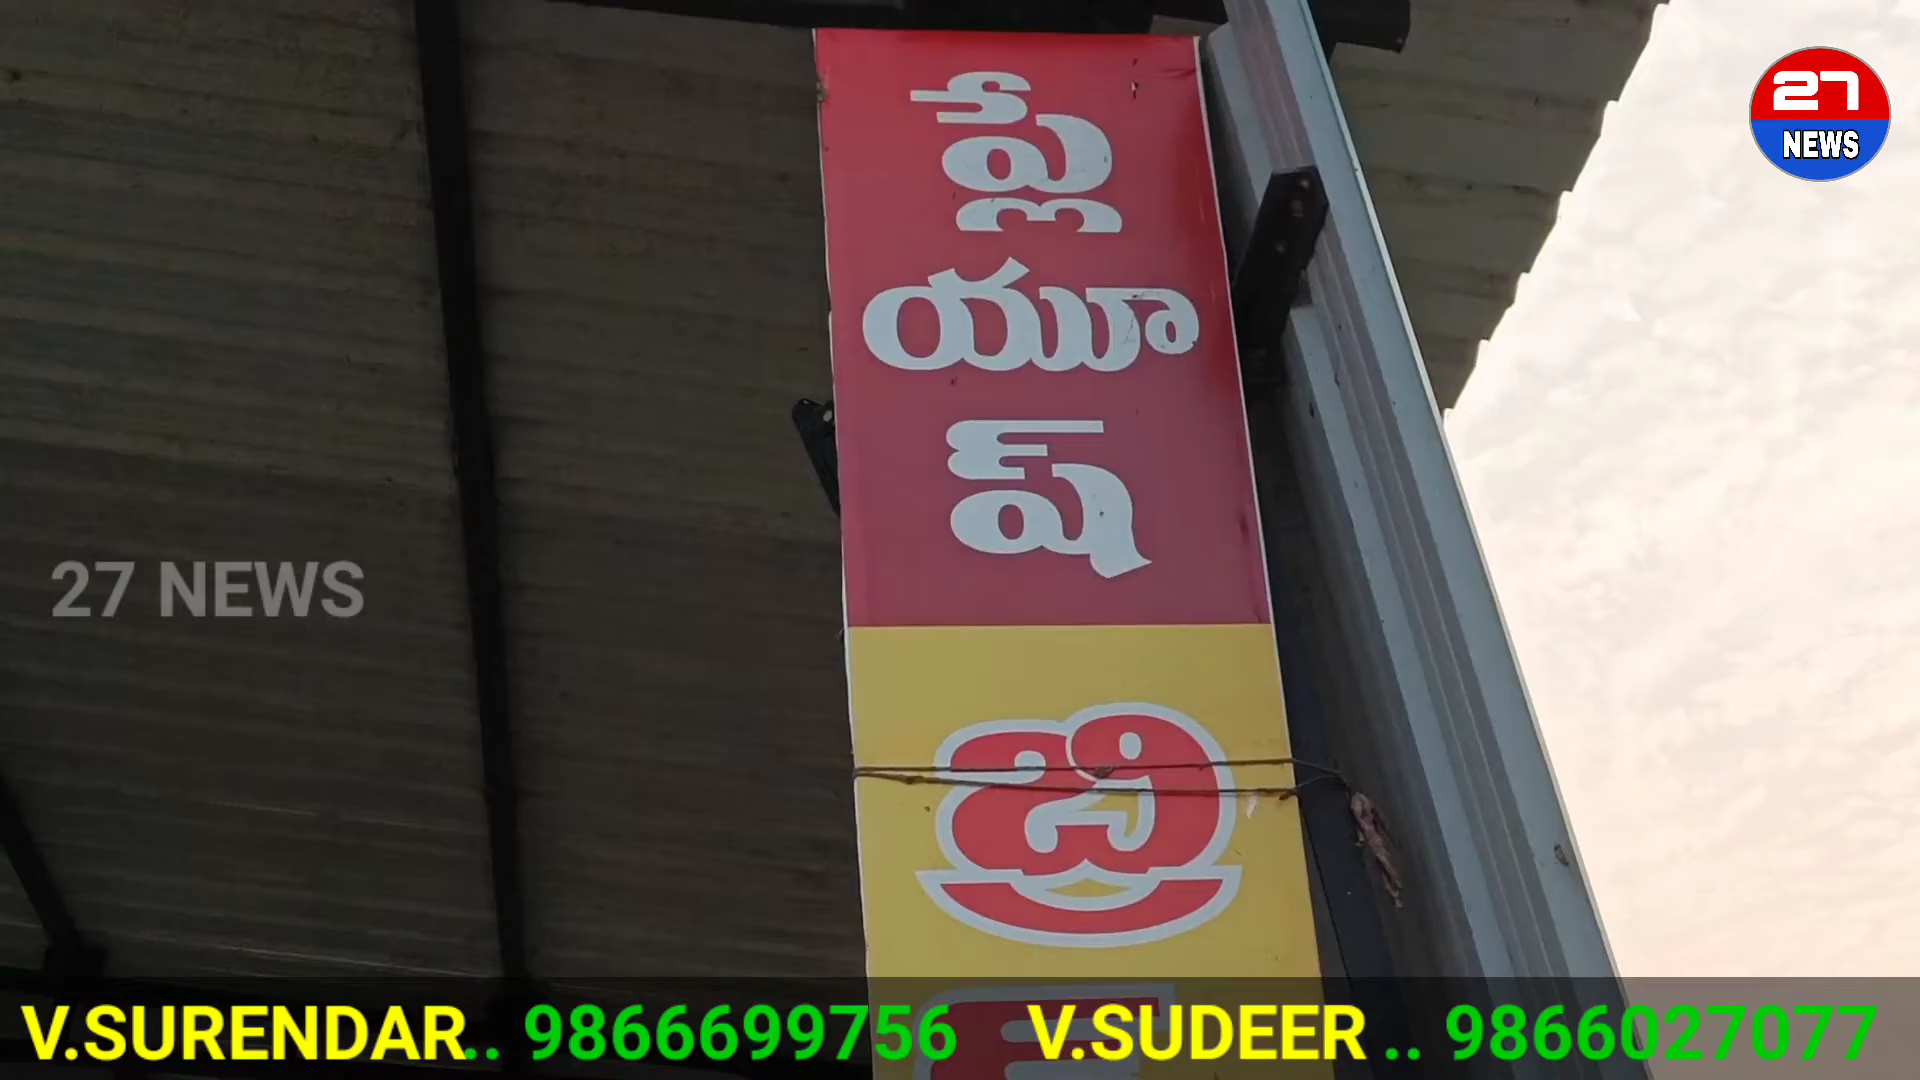 27
NEWS
ప్లే
యూ
ష్
బ్రి
27 NEWS
V.SURENDAR.. 9866699756 V.SUDEER .. 9866027077